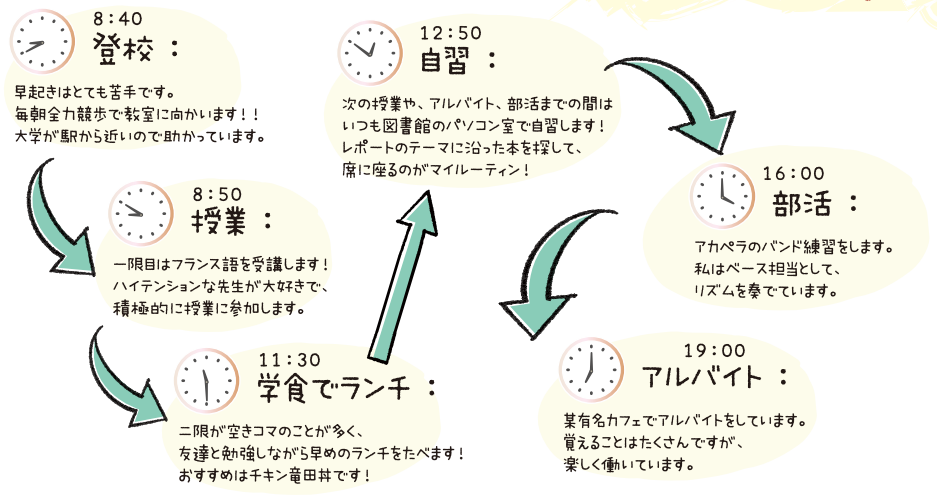 8:40
登校：
早起きはとても苦手です。
毎朝全力競歩で教室に向かいます！！
大学が駅から近いので助かっています。
8:50
授業：
一限目はフランス語を受講します！
ハイテンションな先生が大好きで、
積極的に授業に参加します。
11:30
学食でランチ：
二限が空きコマのことが多く、
友達と勉強しながら早めのランチをたべます！
おすすめはチキン竜田丼です！
12:50
自習：
次の授業や、アルバイト、部活までの間は
いつも図書館のパソコン室で自習します！
レポートのテーマに沿った本を探して、
席に座るのがマイルーティン！
16:00
部活：
アカペラのバンド練習をします。
私はベース担当として、
リズムを奏でています。
19:00
アルバイト：
某有名カフェでアルバイトをしています。
覚えることはたくさんですが、
楽しく働いています。